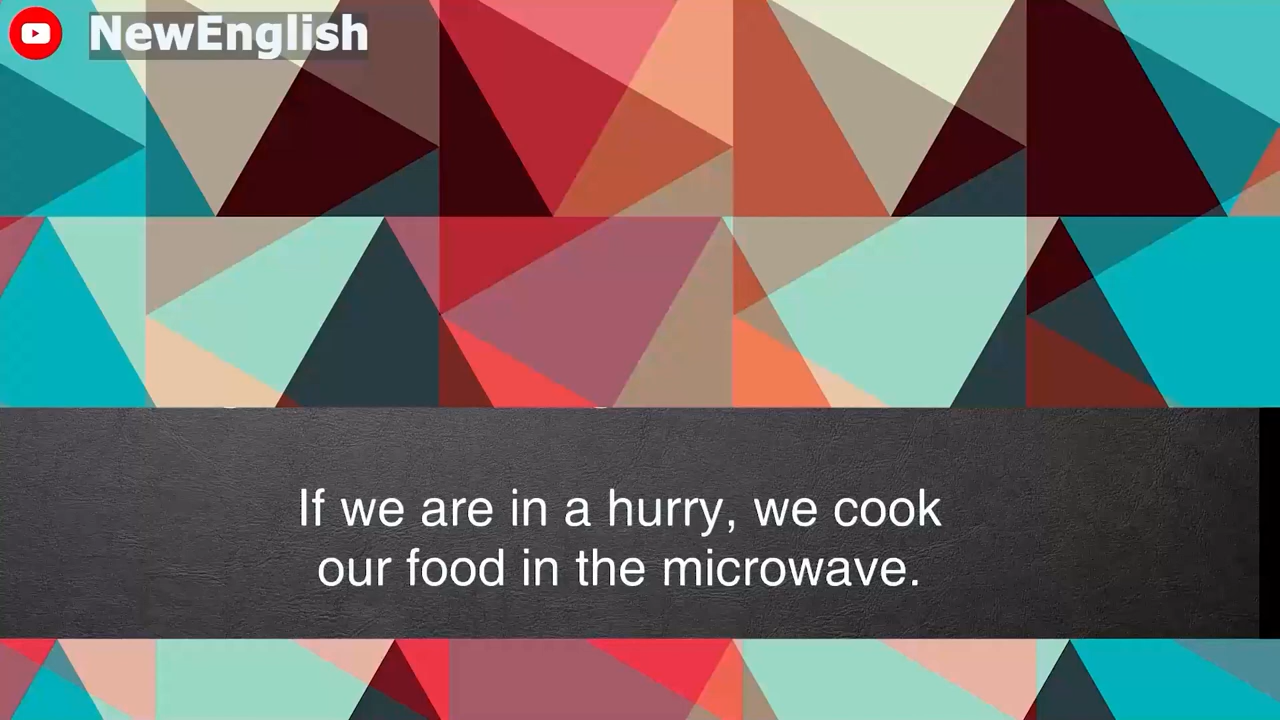 NewEnglish
If we are in a hurry, we cook
our food in the microwave.